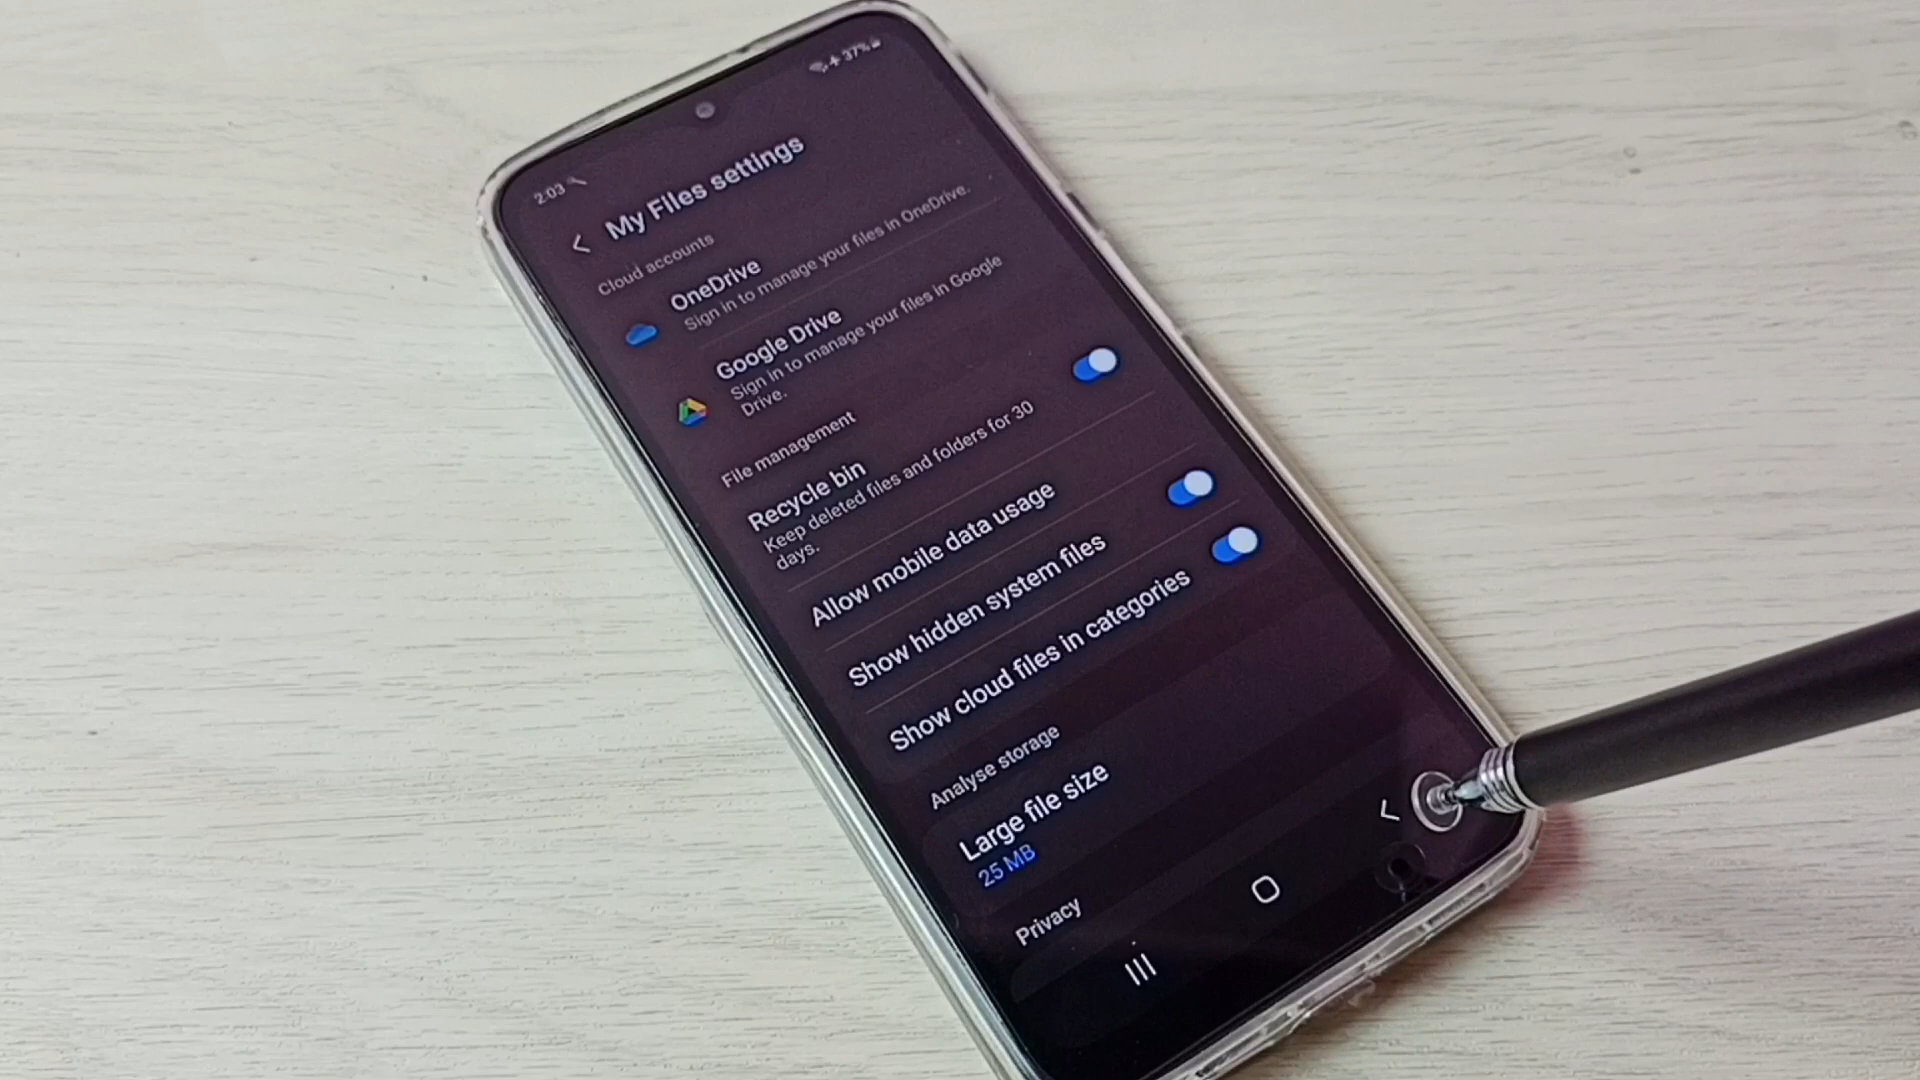 2:03
37%
My Files settings
Cloud accounts
OneDrive
Sign in to manage your files in OneDrive.
Google Drive
Sign in to manage your files in Google
Drive.
File management
Recycle bin
Keep deleted files and folders for 30
days.
Allow mobile data usage
Show hidden system files
Show cloud files in categories
Analyse storage
Large file size
25 MB
Privacy